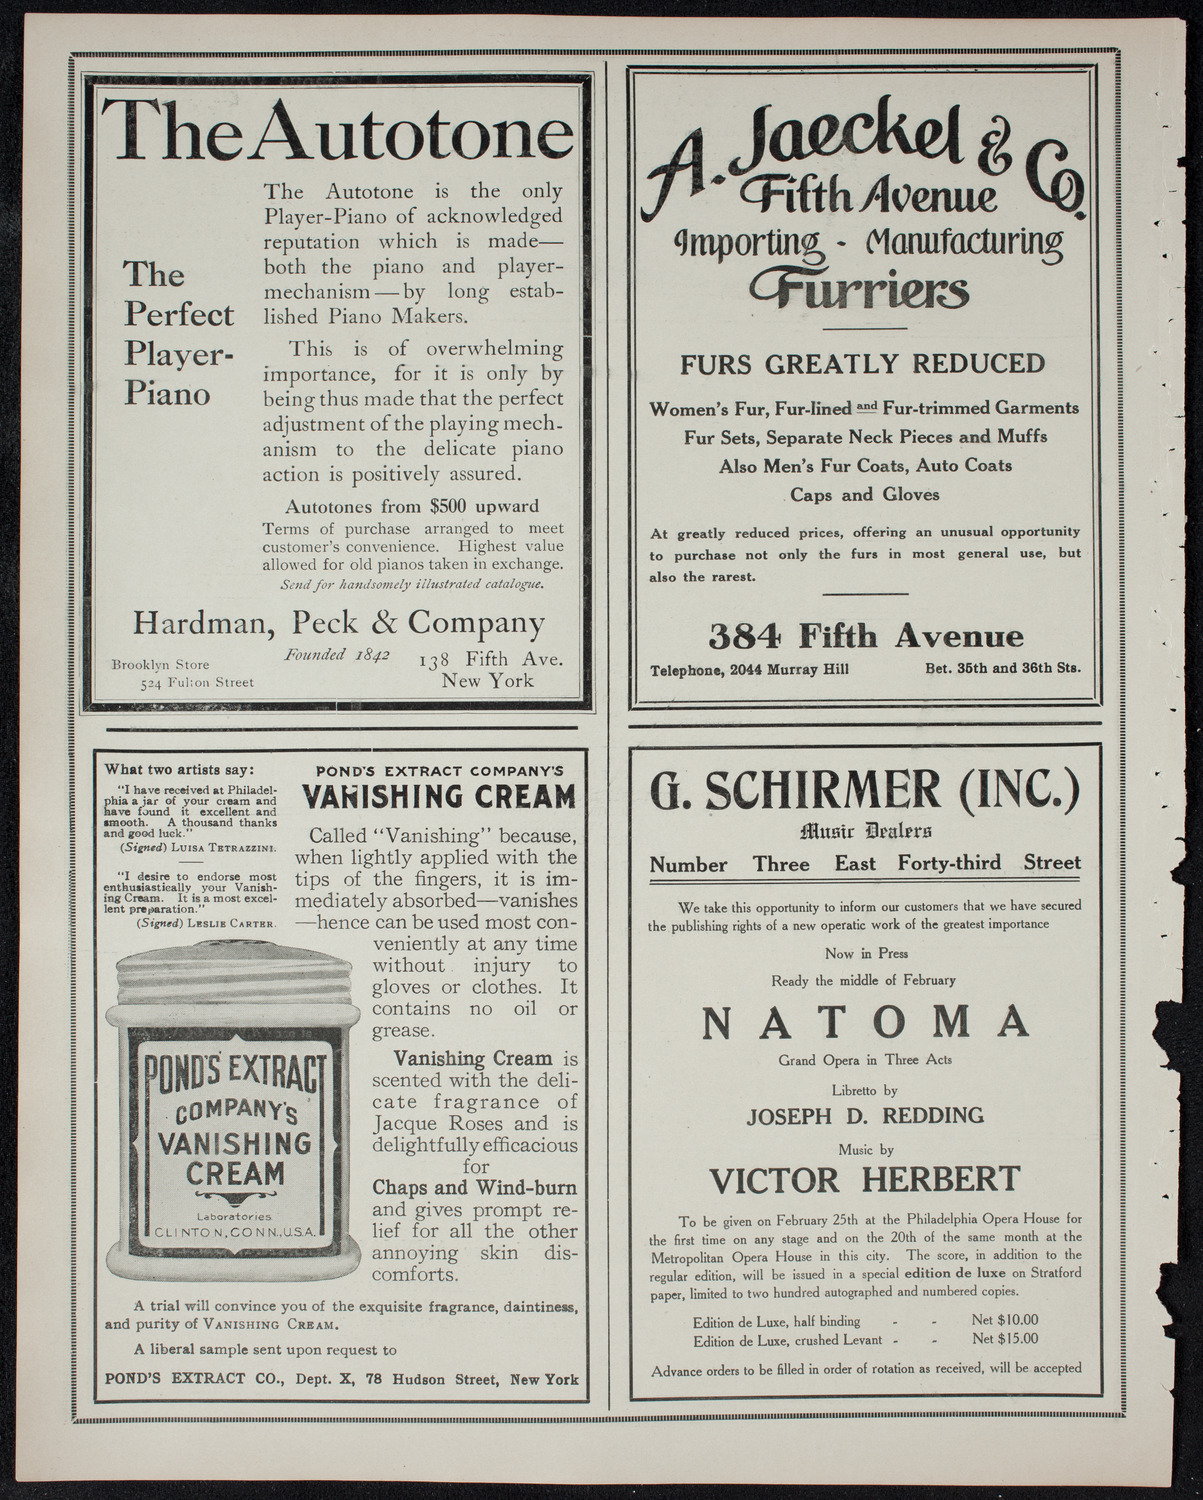 The Autotone
The
Perfect
Player-
Piano
The Autotone is the only
Player-Piano of acknowledged
reputation which is made—
both the piano and player-
mechanism—by long estab-
lished Piano Makers.
This is of overwhelming
importance, for it is only by
being thus made that the perfect
adjustment of the playing mech-
anism to the delicate piano
action is positively assured.
Autotones from $500 upward
Terms of purchase arranged to meet
customer's convenience. Highest value
allowed for old pianos taken in exchange.
Send for handsomely illustrated catalogue.
Hardman, Peck & Company
Founded 1842
Brooklyn Store
524 Fulton Street
138 Fifth Ave.
New York
A. Jaeckel & Co.
Fifth Avenue
Importing - Manufacturing
Furriers
FURS GREATLY REDUCED
Women's Fur, Fur-lined and Fur-trimmed Garments
Fur Sets, Separate Neck Pieces and Muffs
Also Men's Fur Coats, Auto Coats
Caps and Gloves
At greatly reduced prices, offering an unusual opportunity
to purchase not only the furs in most general use, but
also the rarest.
384 Fifth Avenue
Telephone, 2044 Murray Hill Bet. 35th and 36th Sts.
What two artists say:
"I have received at Philadel-
phia a jar of your cream and
have found it excellent and
smooth. A thousand thanks
and good luck."
(Signed) LUISA TETRAZZINI.
"I desire to endorse most
enthusiastically your Vanish-
ing Cream. It is a most excel-
lent preparation."
(Signed) LESLIE CARTER.
POND'S EXTRACT COMPANY'S
VANISHING CREAM
Called "Vanishing" because,
when lightly applied with the
tips of the fingers, it is im-
mediately absorbed—vanishes
—hence can be used most con-
veniently at any time
without injury to
gloves or clothes. It
contains no oil or
grease.
Vanishing Cream is
scented with the deli-
cate fragrance of
Jacque Roses and is
delightfully efficacious
for
Chaps and Wind-burn
and gives prompt re-
lief for all the other
annoying skin dis-
comforts.
POND'S EXTRACT
COMPANY'S
VANISHING
CREAM
Laboratories
CLINTON, CONN., U.S.A.
A trial will convince you of the exquisite fragrance, daintiness,
and purity of VANISHING CREAM.
A liberal sample sent upon request to
POND'S EXTRACT CO., Dept. X, 78 Hudson Street, New York
G. SCHIRMER (INC.)
Music Dealers
Number Three East Forty-third Street
We take this opportunity to inform our customers that we have secured
the publishing rights of a new operatic work of the greatest importance
Now in Press
Ready the middle of February
NATOMA
Grand Opera in Three Acts
Libretto by
JOSEPH D. REDDING
Music by
VICTOR HERBERT
To be given on February 25th at the Philadelphia Opera House for
the first time on any stage and on the 20th of the same month at the
Metropolitan Opera House in this city. The score, in addition to the
regular edition, will be issued in a special edition de luxe on Stratford
paper, limited to two hundred autographed and numbered copies.
Edition de Luxe, half binding - - Net $10.00
Edition de Luxe, crushed Levant - - Net $15.00
Advance orders to be filled in order of rotation as received, will be accepted